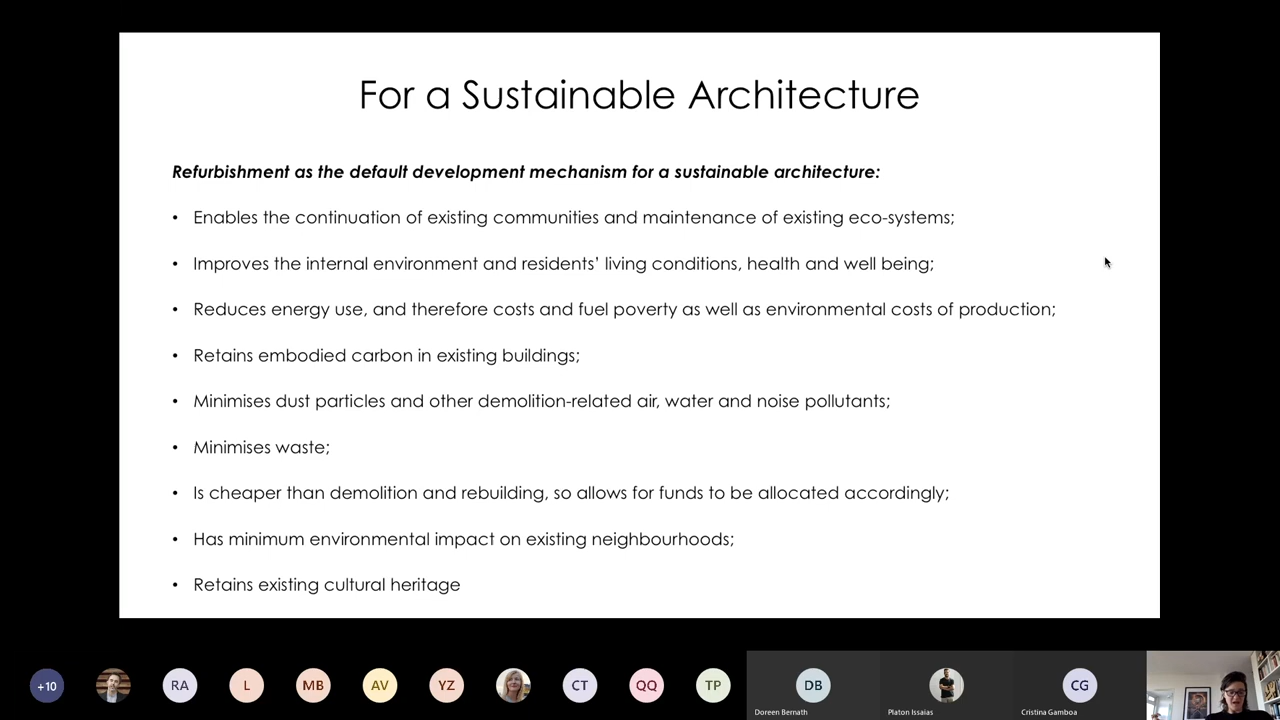 For a Sustainable Architecture
Refurbishment as the default development mechanism for a sustainable architecture:
• Enables the continuation of existing communities and maintenance of existing eco-systems;
• Improves the internal environment and residents’ living conditions, health and well being;
• Reduces energy use, and therefore costs and fuel poverty as well as environmental costs of production;
• Retains embodied carbon in existing buildings;
• Minimises dust particles and other demolition-related air, water and noise pollutants;
• Minimises waste;
• Is cheaper than demolition and rebuilding, so allows for funds to be allocated accordingly;
• Has minimum environmental impact on existing neighbourhoods;
• Retains existing cultural heritage
+10 RA L MB AV YZ CT QQ TP DB CG
Doreen Bernath Platon Issaias Cristina Gamboa